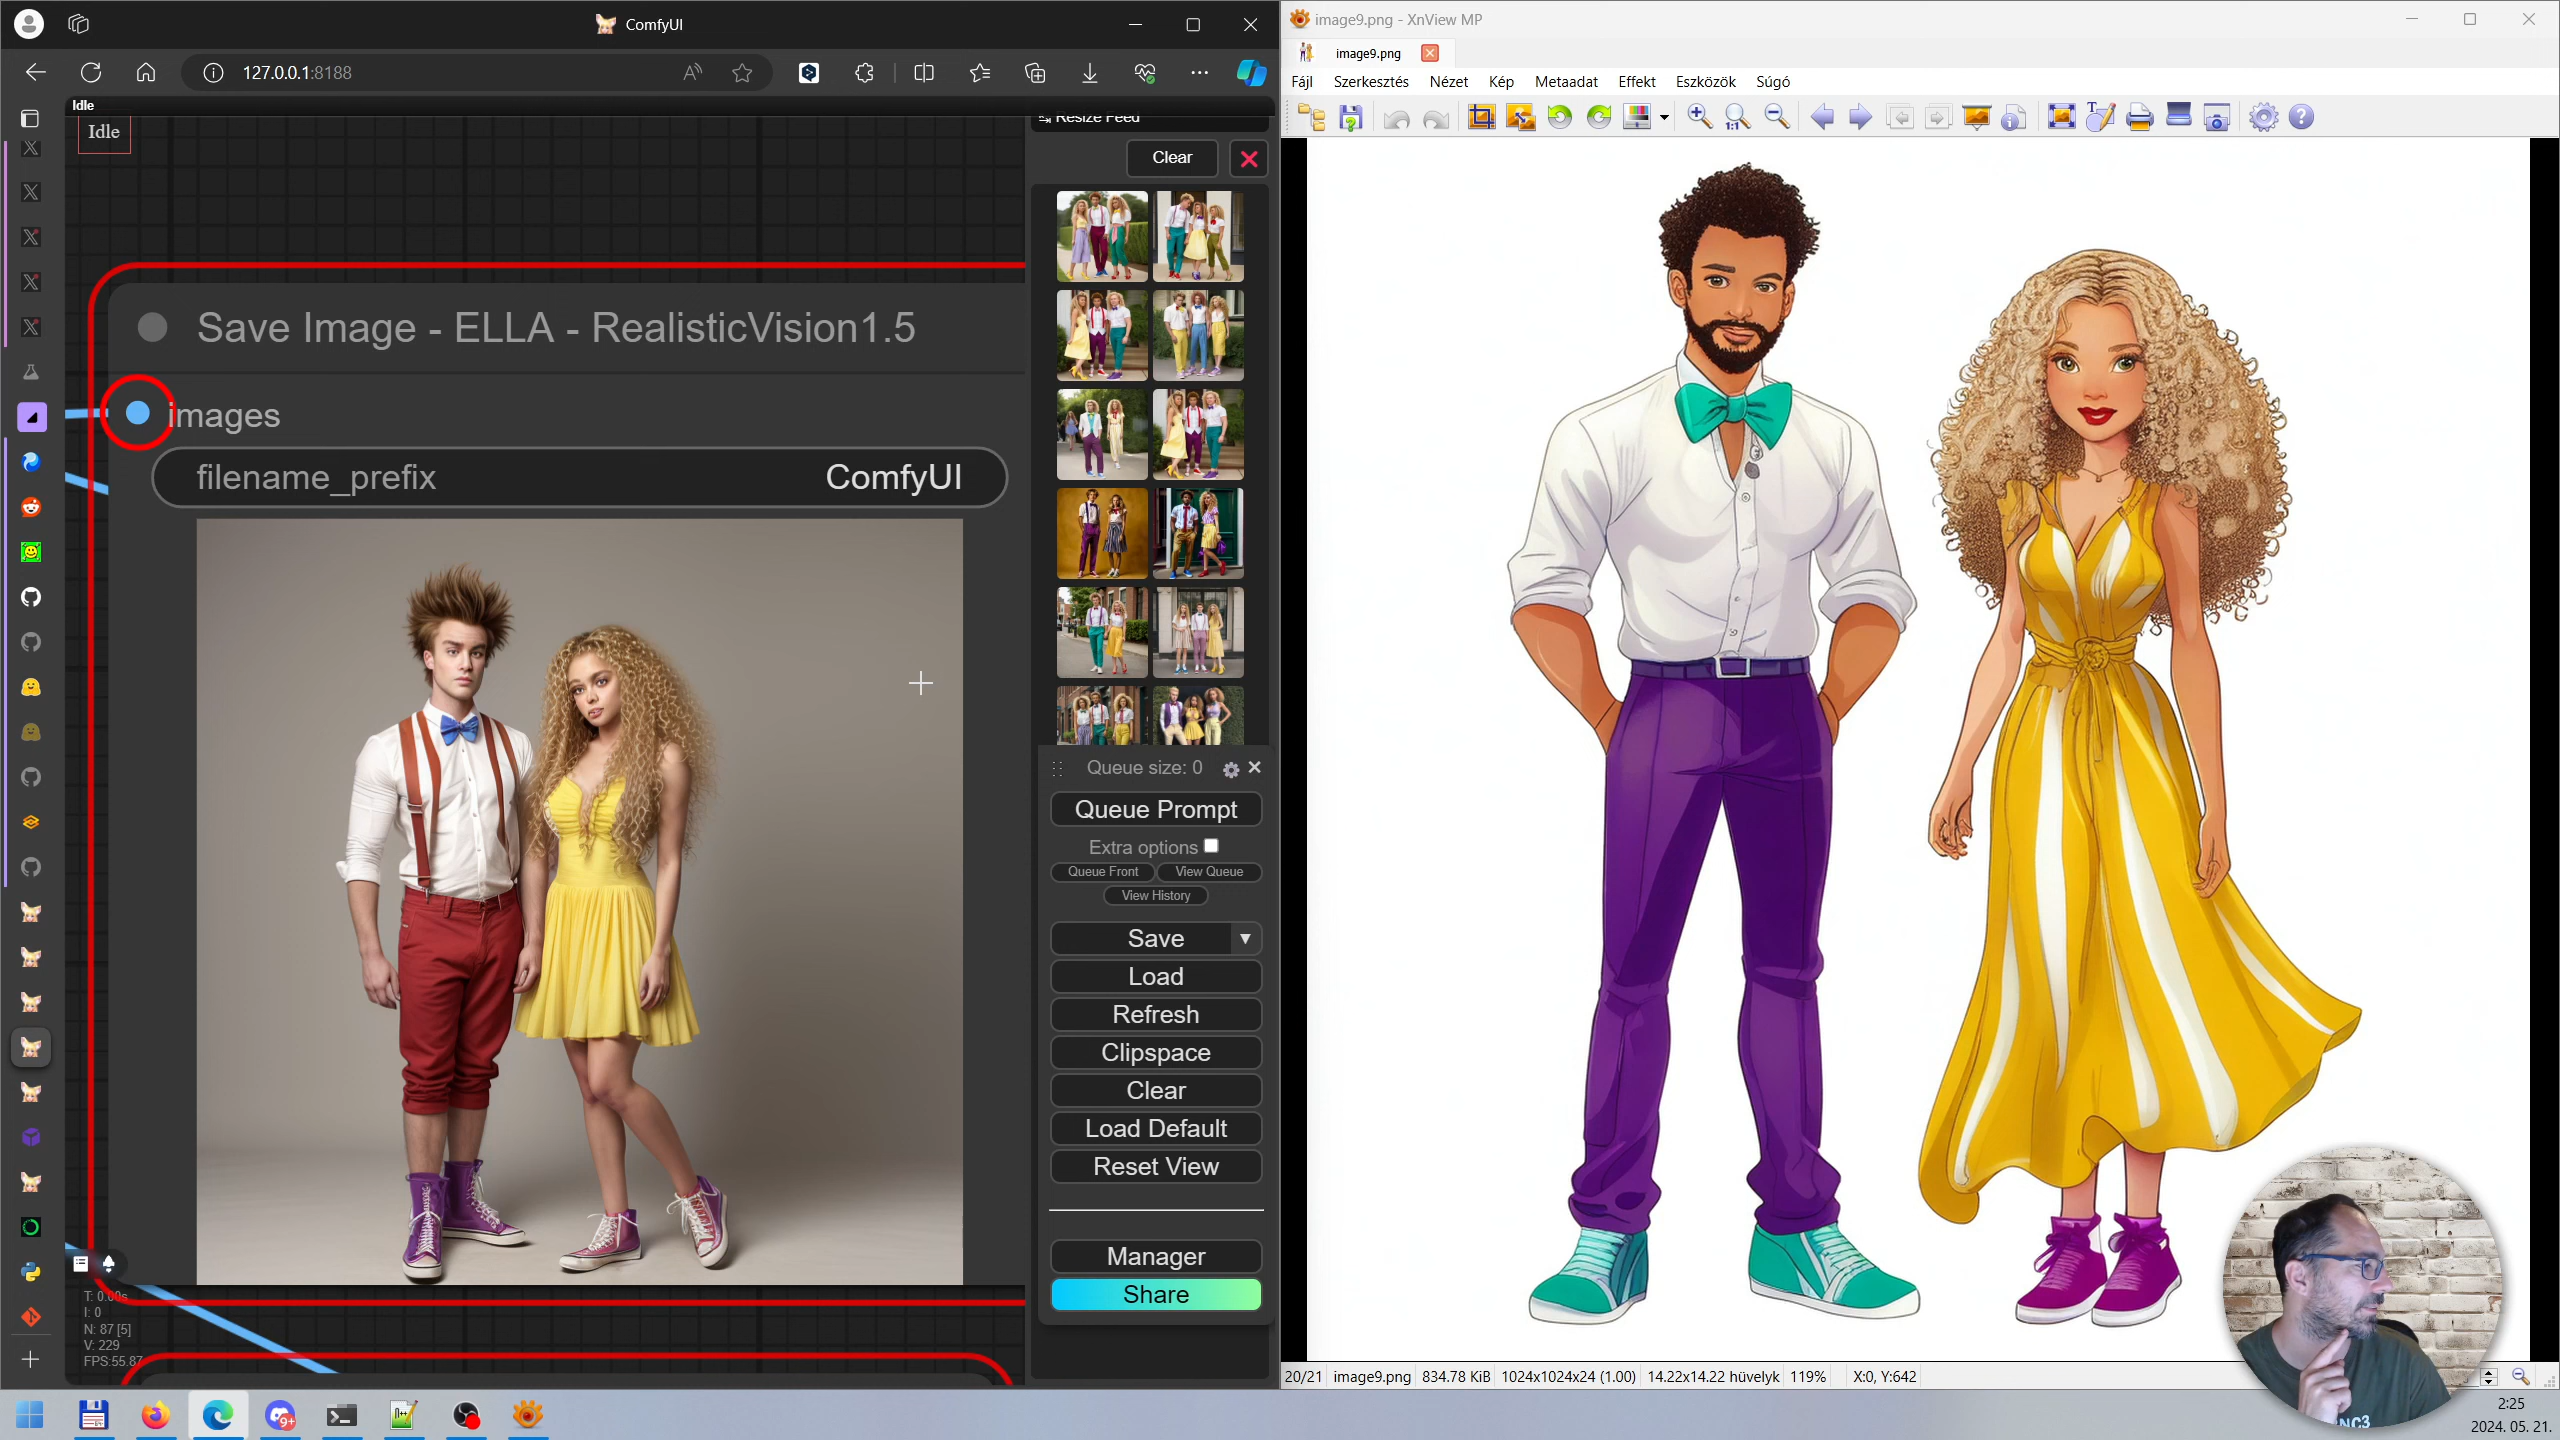 ComfyUI
127.0.0.1:8188
Idle
Idle
Resize Feed
Clear
Save Image - ELLA - RealisticVision1.5
images
filename_prefix
ComfyUI
Queue size: 0
Queue Prompt
Extra options
Queue Front
View Queue
View History
Save
Load
Refresh
Clipspace
Clear
Load Default
Reset View
Manager
Share
T: 0.00s
I: 0
N: 87 [5]
V: 229
FPS:55.87
image9.png - XnView MP
image9.png
Fájl Szerkesztés Nézet Kép Metaadat Effekt Eszközök Súgó
20/21 image9.png 834.78 KiB 1024x1024x24 (1.00) 14.22x14.22 hüvelyk 119% X:0, Y:642
9+
2:25
2024. 05. 21.